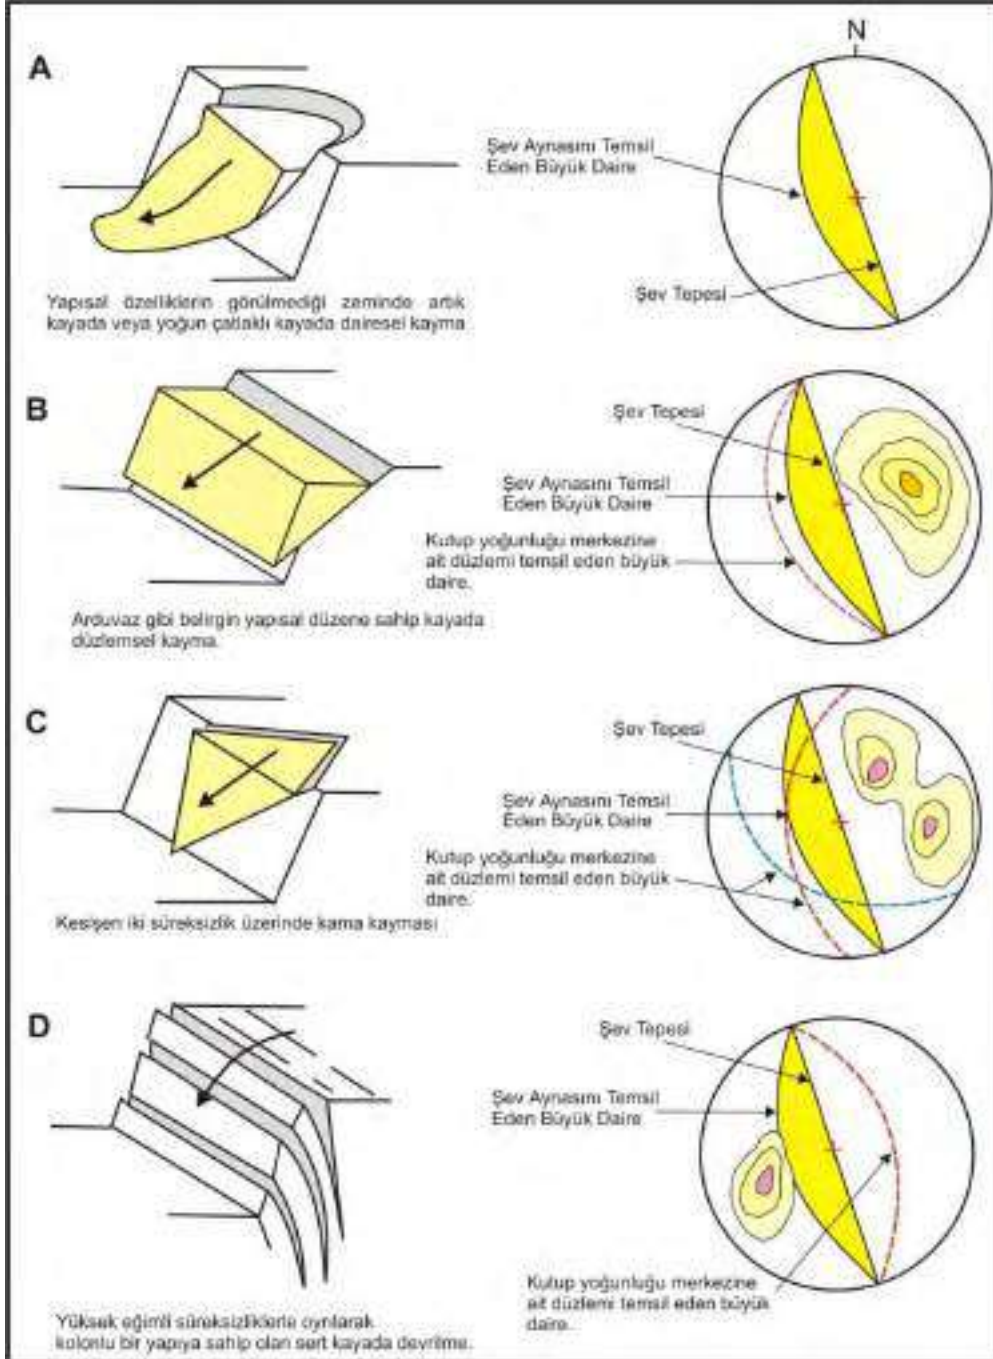 A
N
Şev Aynasını Temsil
Eden Büyük Daire
Şev Tepesi
Yapısal özelliklerin görülmediği zeminde artık
kayada veya yoğun çatlaklı kayada dairesel kayma
B
Şev Tepesi
Şev Aynasını Temsil
Eden Büyük Daire
Kutup yoğunluğu merkezine
ait düzlemi temsil eden büyük
daire.
Arduvaz gibi belirgin yapısal düzene sahip kayada
düzlemsel kayma.
C
Şev Tepesi
Şev Aynasını Temsil
Eden Büyük Daire
Kutup yoğunluğu merkezine
ait düzlemi temsil eden büyük
daire.
Kesişen iki süreksizlik üzerinde kama kayması
D
Şev Tepesi
Şev Aynasını Temsil
Eden Büyük Daire
Kutup yoğunluğu merkezine
ait düzlemi temsil eden büyük
daire.
Yüksek eğimli süreksizliklerle ayrılarak
kolonlu bir yapıya sahip olan sert kayada devrilme.